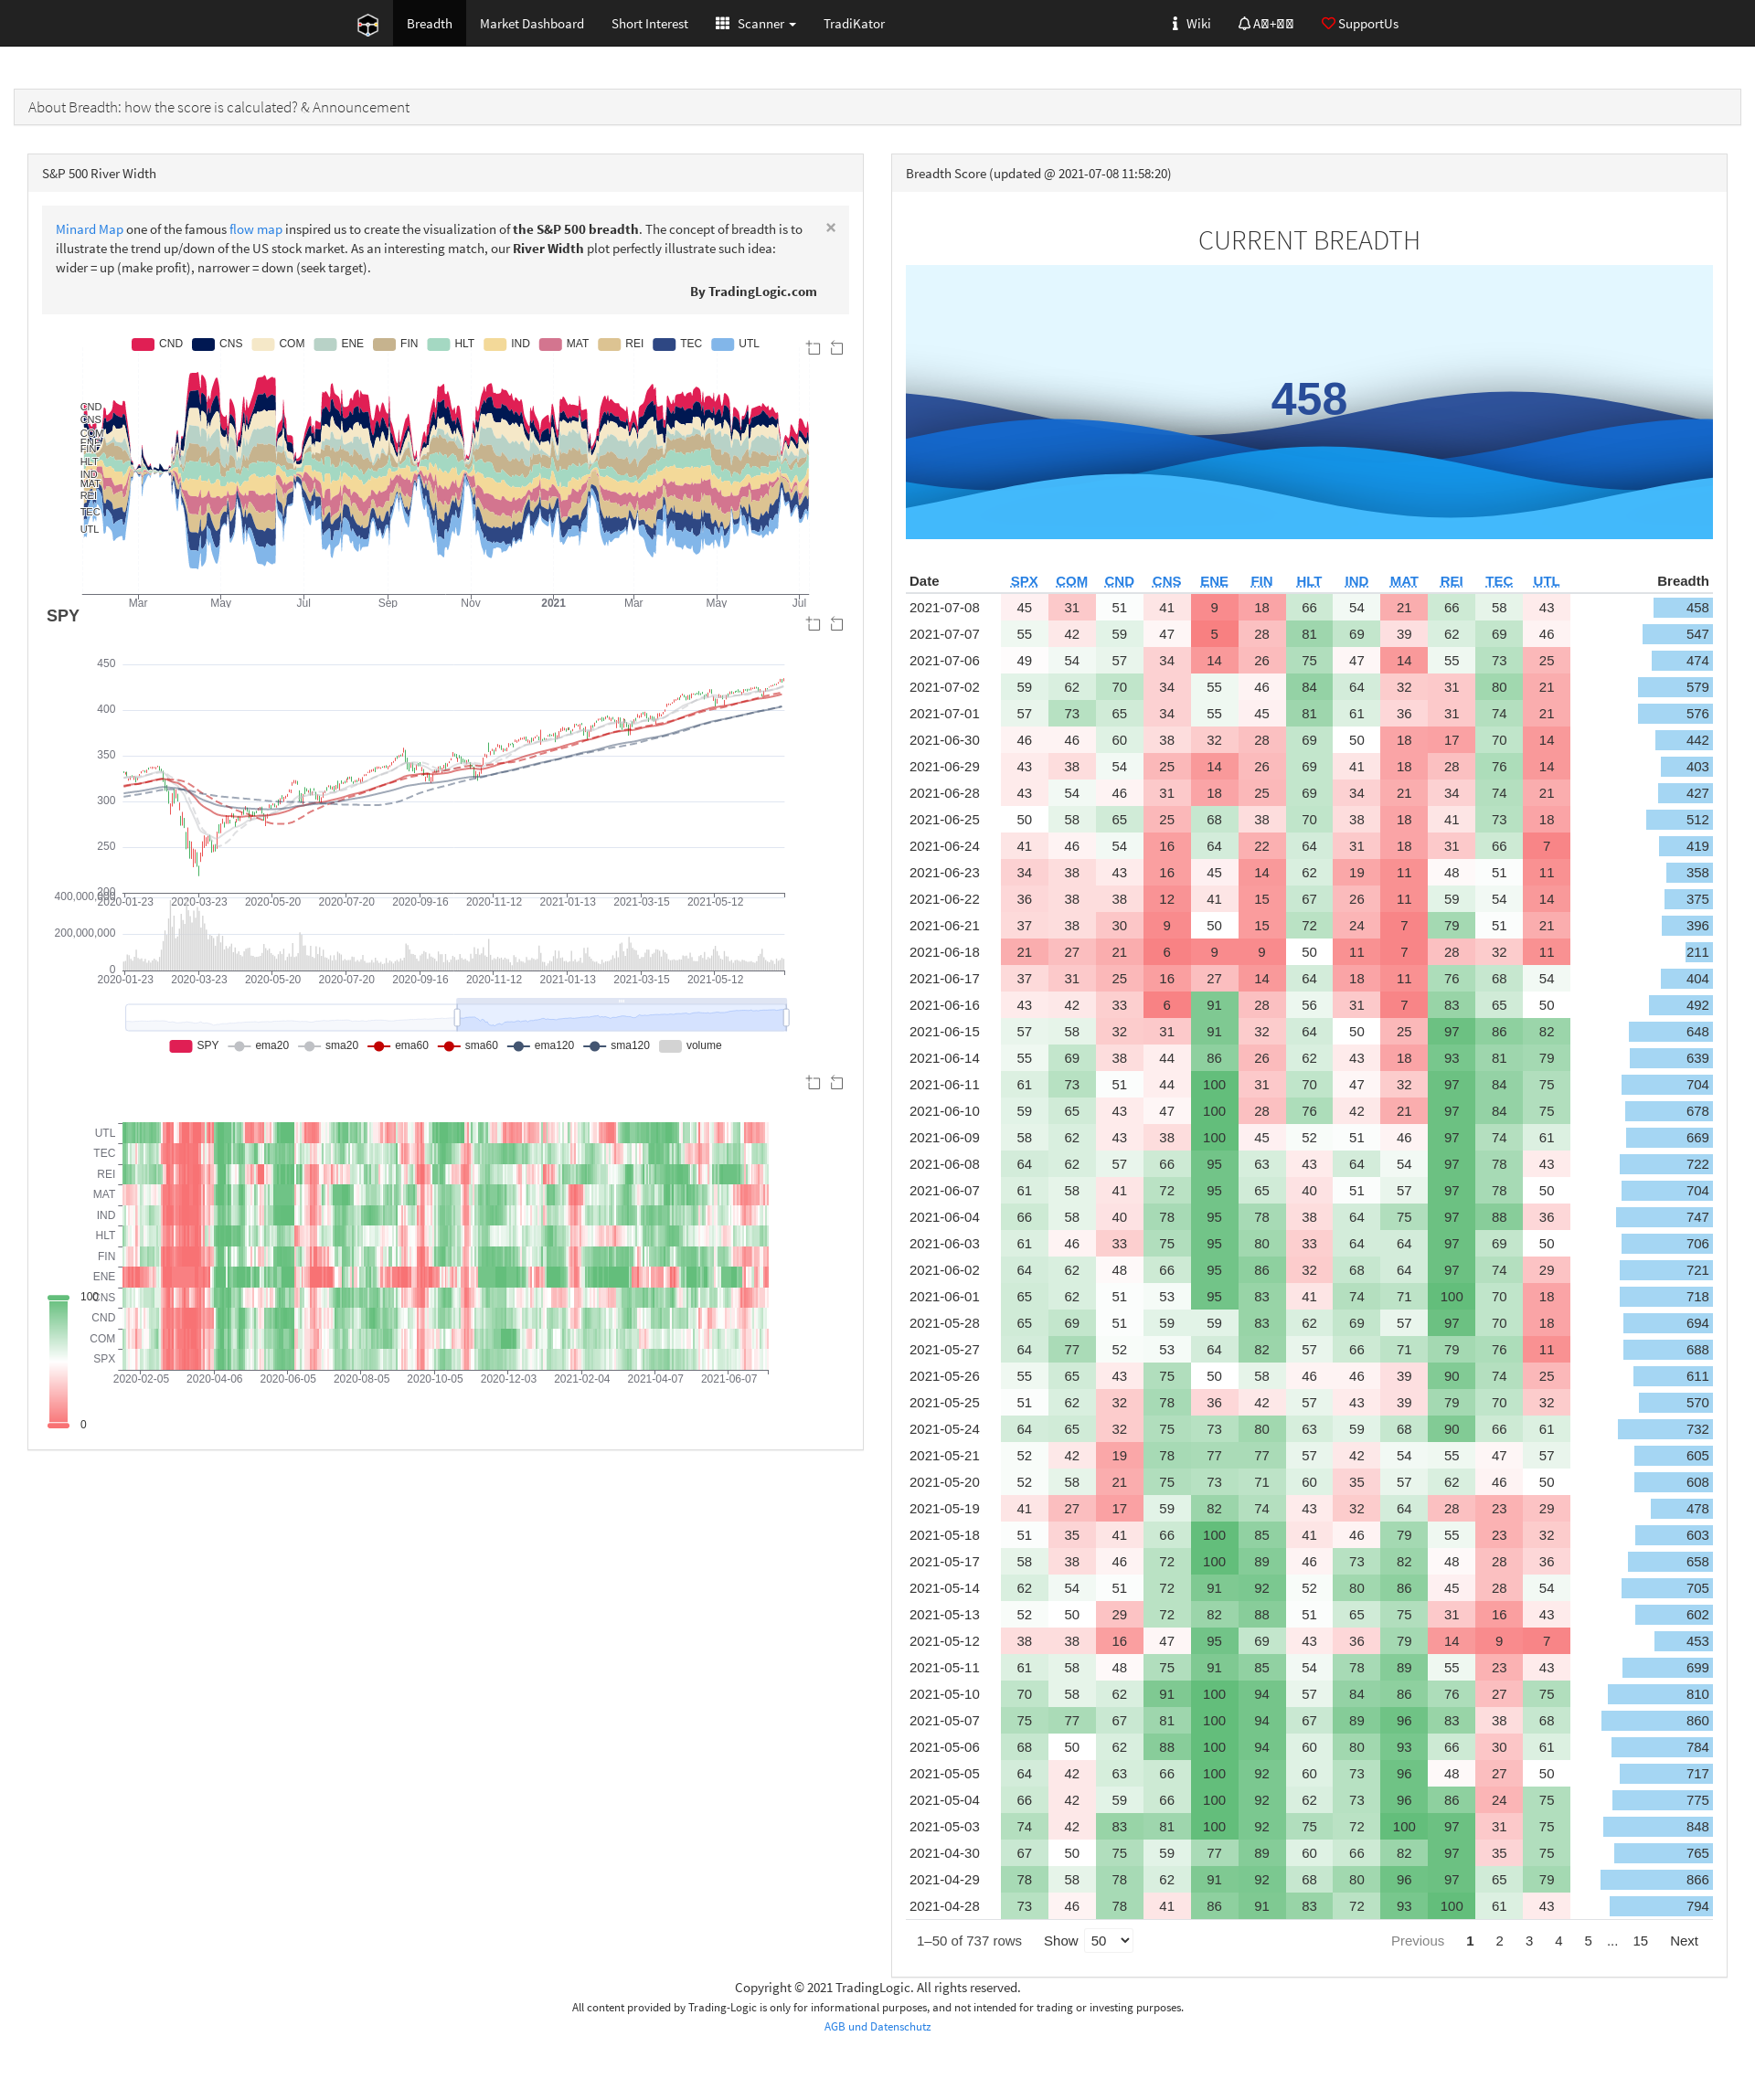 Breadth Market Dashboard Short Interest Scanner TradiKator Wiki SupportUs
About Breadth: how the score is calculated? & Announcement
S&P 500 River Width
Minard Map one of the famous flow map inspired us to create the visualization of the S&P 500 breadth. The concept of breadth is to
illustrate the trend up/down of the US stock market. As an interesting match, our River Width plot perfectly illustrate such idea:
wider = up (make profit), narrower = down (seek target).
×
By TradingLogic.com
CND CNS COM ENE FIN HLT IND MAT REI TEC UTL
CND
CNS
COM
ENE
FIN
HLT
IND
MAT
REI
TEC
UTL
Mar May Jul Sep Nov 2021 Mar May Jul
SPY
450
400
350
300
250
200
2020-01-23 2020-03-23 2020-05-20 2020-07-20 2020-09-16 2020-11-12 2021-01-13 2021-03-15 2021-05-12
400,000,000
200,000,000
0
2020-01-23 2020-03-23 2020-05-20 2020-07-20 2020-09-16 2020-11-12 2021-01-13 2021-03-15 2021-05-12
SPY ema20 sma20 ema60 sma60 ema120 sma120 volume
UTL
TEC
REI
MAT
IND
HLT
FIN
ENE
CNS
CND
COM
SPX
2020-02-05 2020-04-06 2020-06-05 2020-08-05 2020-10-05 2020-12-03 2021-02-04 2021-04-07 2021-06-07
100
0
Breadth Score (updated @ 2021-07-08 11:58:20)
CURRENT BREADTH
458
Date SPX COM CND CNS ENE FIN HLT IND MAT REI TEC UTL Breadth
2021-07-08 45 31 51 41 9 18 66 54 21 66 58 43 458
2021-07-07 55 42 59 47 5 28 81 69 39 62 69 46 547
2021-07-06 49 54 57 34 14 26 75 47 14 55 73 25 474
2021-07-02 59 62 70 34 55 46 84 64 32 31 80 21 579
2021-07-01 57 73 65 34 55 45 81 61 36 31 74 21 576
2021-06-30 46 46 60 38 32 28 69 50 18 17 70 14 442
2021-06-29 43 38 54 25 14 26 69 41 18 28 76 14 403
2021-06-28 43 54 46 31 18 25 69 34 21 34 74 21 427
2021-06-25 50 58 65 25 68 38 70 38 18 41 73 18 512
2021-06-24 41 46 54 16 64 22 64 31 18 31 66 7 419
2021-06-23 34 38 43 16 45 14 62 19 11 48 51 11 358
2021-06-22 36 38 38 12 41 15 67 26 11 59 54 14 375
2021-06-21 37 38 30 9 50 15 72 24 7 79 51 21 396
2021-06-18 21 27 21 6 9 9 50 11 7 28 32 11 211
2021-06-17 37 31 25 16 27 14 64 18 11 76 68 54 404
2021-06-16 43 42 33 6 91 28 56 31 7 83 65 50 492
2021-06-15 57 58 32 31 91 32 64 50 25 97 86 82 648
2021-06-14 55 69 38 44 86 26 62 43 18 93 81 79 639
2021-06-11 61 73 51 44 100 31 70 47 32 97 84 75 704
2021-06-10 59 65 43 47 100 28 76 42 21 97 84 75 678
2021-06-09 58 62 43 38 100 45 52 51 46 97 74 61 669
2021-06-08 64 62 57 66 95 63 43 64 54 97 78 43 722
2021-06-07 61 58 41 72 95 65 40 51 57 97 78 50 704
2021-06-04 66 58 40 78 95 78 38 64 75 97 88 36 747
2021-06-03 61 46 33 75 95 80 33 64 64 97 69 50 706
2021-06-02 64 62 48 66 95 86 32 68 64 97 74 29 721
2021-06-01 65 62 51 53 95 83 41 74 71 100 70 18 718
2021-05-28 65 69 51 59 59 83 62 69 57 97 70 18 694
2021-05-27 64 77 52 53 64 82 57 66 71 79 76 11 688
2021-05-26 55 65 43 75 50 58 46 46 39 90 74 25 611
2021-05-25 51 62 32 78 36 42 57 43 39 79 70 32 570
2021-05-24 64 65 32 75 73 80 63 59 68 90 66 61 732
2021-05-21 52 42 19 78 77 77 57 42 54 55 47 57 605
2021-05-20 52 58 21 75 73 71 60 35 57 62 46 50 608
2021-05-19 41 27 17 59 82 74 43 32 64 28 23 29 478
2021-05-18 51 35 41 66 100 85 41 46 79 55 23 32 603
2021-05-17 58 38 46 72 100 89 46 73 82 48 28 36 658
2021-05-14 62 54 51 72 91 92 52 80 86 45 28 54 705
2021-05-13 52 50 29 72 82 88 51 65 75 31 16 43 602
2021-05-12 38 38 16 47 95 69 43 36 79 14 9 7 453
2021-05-11 61 58 48 75 91 85 54 78 89 55 23 43 699
2021-05-10 70 58 62 91 100 94 57 84 86 76 27 75 810
2021-05-07 75 77 67 81 100 94 67 89 96 83 38 68 860
2021-05-06 68 50 62 88 100 94 60 80 93 66 30 61 784
2021-05-05 64 42 63 66 100 92 60 73 96 48 27 50 717
2021-05-04 66 42 59 66 100 92 62 73 96 86 24 75 775
2021-05-03 74 42 83 81 100 92 75 72 100 97 31 75 848
2021-04-30 67 50 75 59 77 89 60 66 82 97 35 75 765
2021-04-29 78 58 78 62 91 92 68 80 96 97 65 79 866
2021-04-28 73 46 78 41 86 91 83 72 93 100 61 43 794
1–50 of 737 rows Show 50 Previous 1 2 3 4 5 ... 15 Next
Copyright © 2021 TradingLogic. All rights reserved.
All content provided by Trading-Logic is only for informational purposes, and not intended for trading or investing purposes.
AGB und Datenschutz